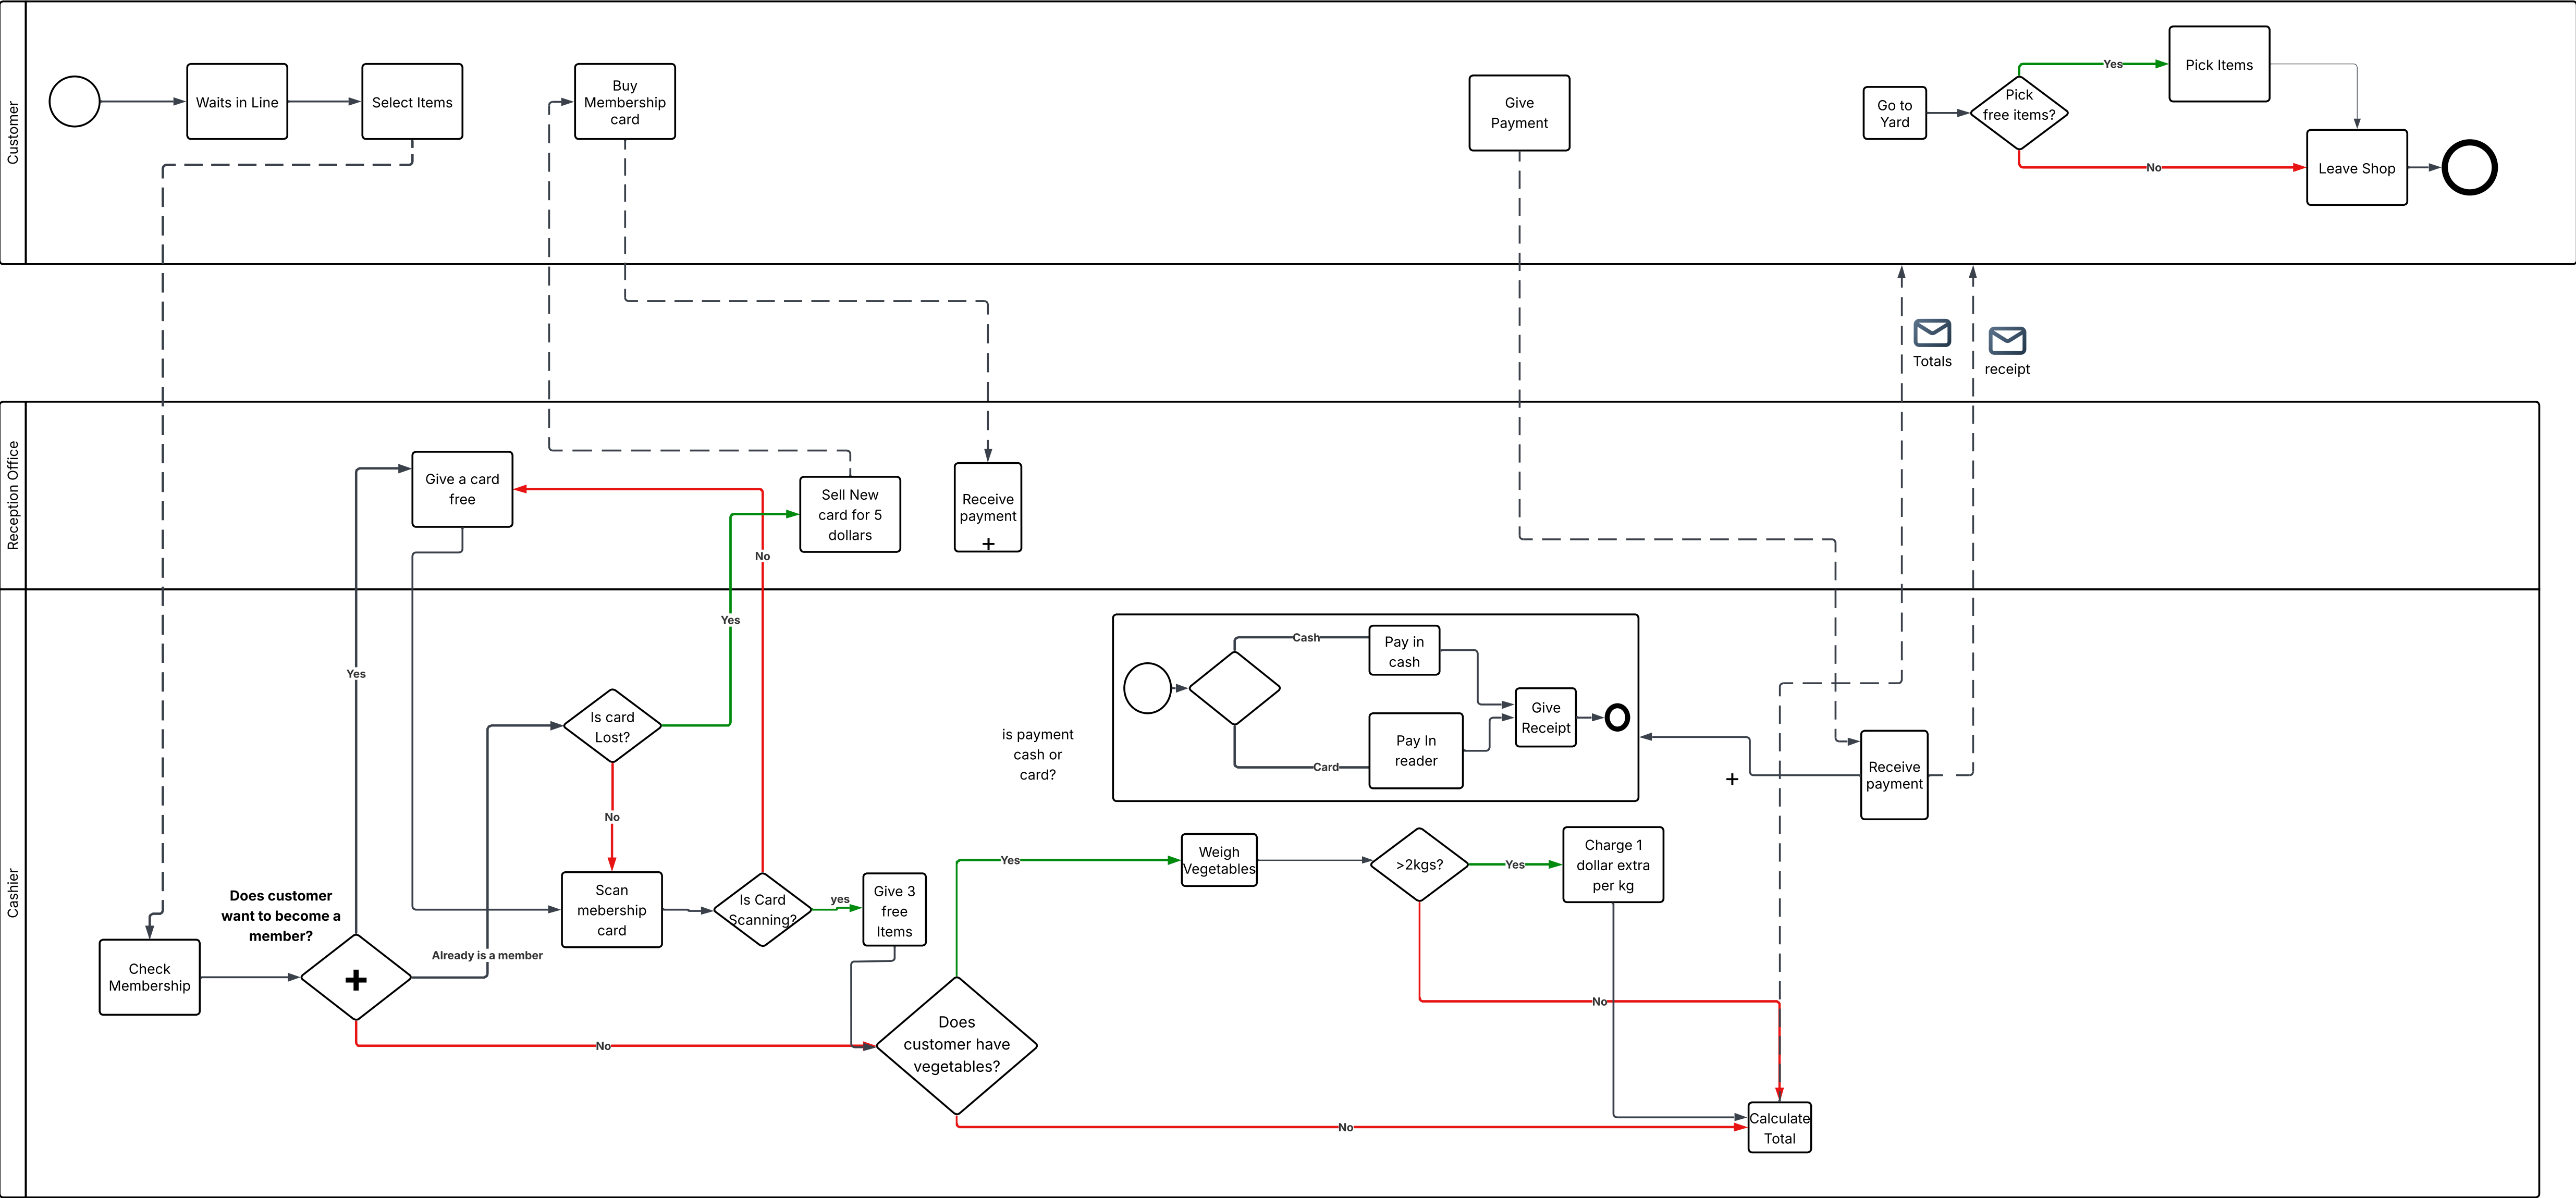 Customer
Waits in Line
Select Items
Buy
Membership
card
Give
Payment
Go to
Yard
Pick
free items?
Yes
Pick Items
No
Leave Shop
Totals
receipt
Reception Office
Give a card
free
Sell New
card for 5
dollars
Receive
payment
+
No
Yes
Yes
Cashier
Is card
Lost?
No
is payment
cash or
card?
Cash
Pay in
cash
Card
Pay In
reader
Give
Receipt
+
Receive
payment
Does customer
want to become a
member?
Check
Membership
+
Already is a member
No
Scan
mebership
card
Is Card
Scanning?
yes
Give 3
free
Items
Does
customer have
vegetables?
Yes
Weigh
Vegetables
>2kgs?
Yes
Charge 1
dollar extra
per kg
No
No
Calculate
Total